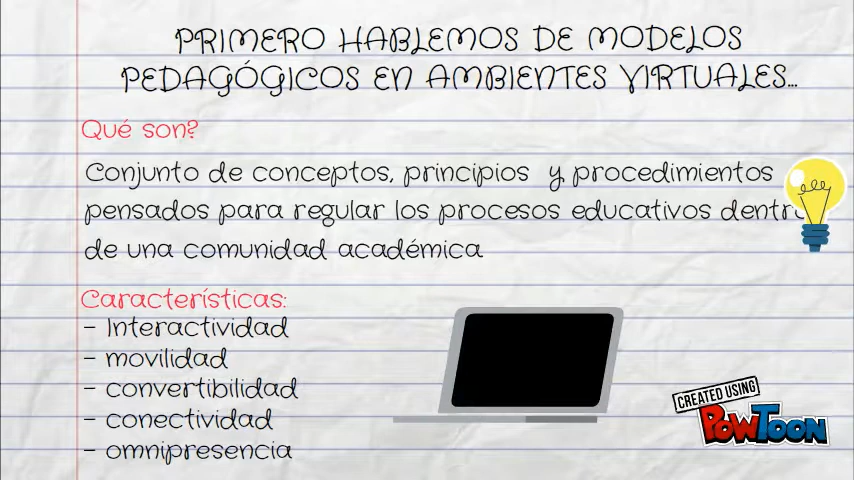 PRIMERO HABLEMOS DE MODELOS
PEDAGÓGICOS EN AMBIENTES VIRTUALES...
Qué son?
Conjunto de conceptos, principios y procedimientos
pensados para regular los procesos educativos dentro
de una comunidad académica
Características:
- Interactividad
- movilidad
- convertibilidad
- conectividad
- omnipresencia
CREATED USING
POWTOON